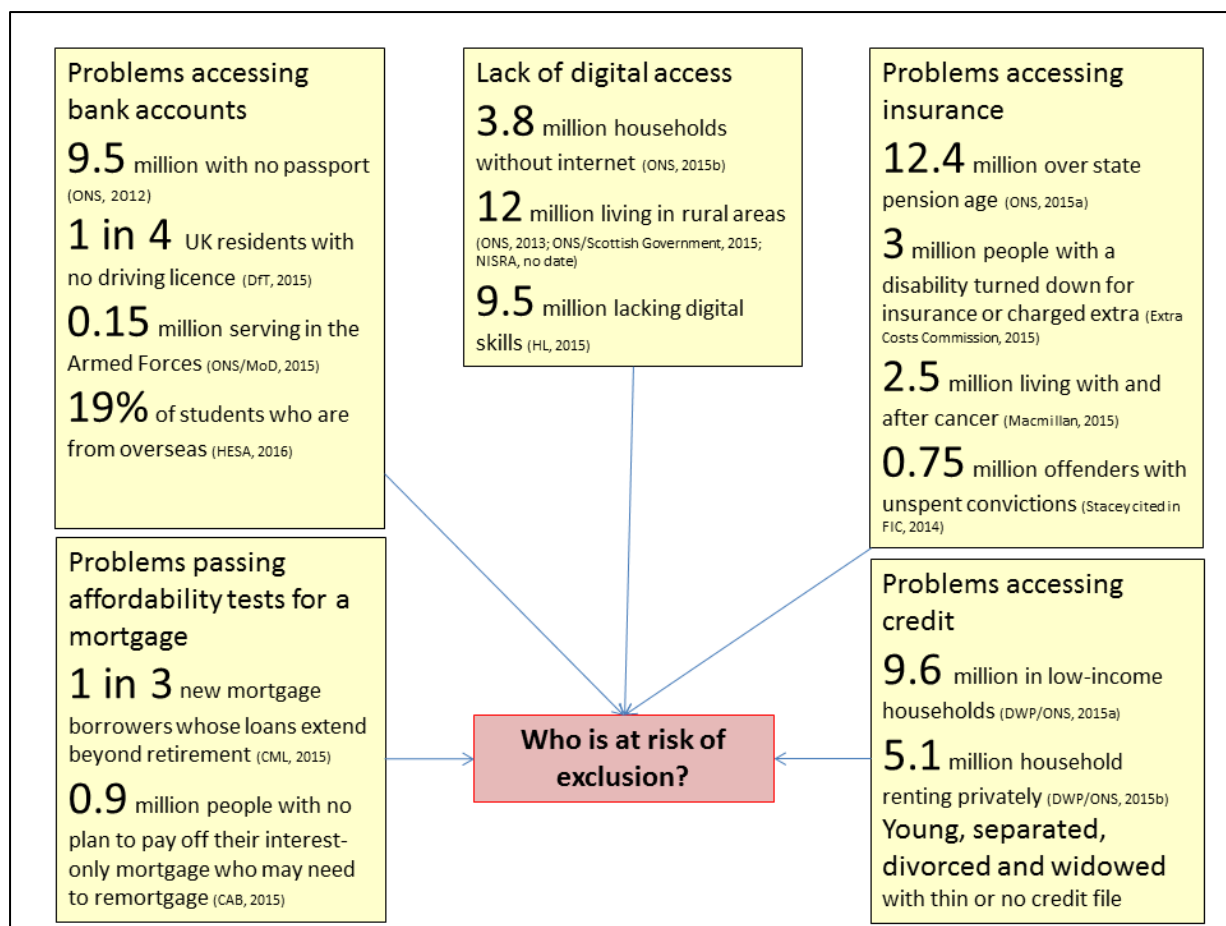 Problems accessing
bank accounts
9.5 million with no passport
(ONS, 2012)
1 in 4 UK residents with
no driving licence (DfT, 2015)
0.15 million serving in the
Armed Forces (ONS/MoD, 2015)
19% of students who are
from overseas (HESA, 2016)
Lack of digital access
3.8 million households
without internet (ONS, 2015b)
12 million living in rural areas
(ONS, 2013; ONS/Scottish Government, 2015;
NISRA, no date)
9.5 million lacking digital
skills (HL, 2015)
Problems accessing
insurance
12.4 million over state
pension age (ONS, 2015a)
3 million people with a
disability turned down for
insurance or charged extra (Extra
Costs Commission, 2015)
2.5 million living with and
after cancer (Macmillan, 2015)
0.75 million offenders with
unspent convictions (Stacey cited in
FIC, 2014)
Problems passing
affordability tests for a
mortgage
1 in 3 new mortgage
borrowers whose loans extend
beyond retirement (CML, 2015)
0.9 million people with no
plan to pay off their interest-
only mortgage who may need
to remortgage (CAB, 2015)
Who is at risk of
exclusion?
Problems accessing
credit
9.6 million in low-income
households (DWP/ONS, 2015a)
5.1 million household
renting privately (DWP/ONS, 2015b)
Young, separated,
divorced and widowed
with thin or no credit file